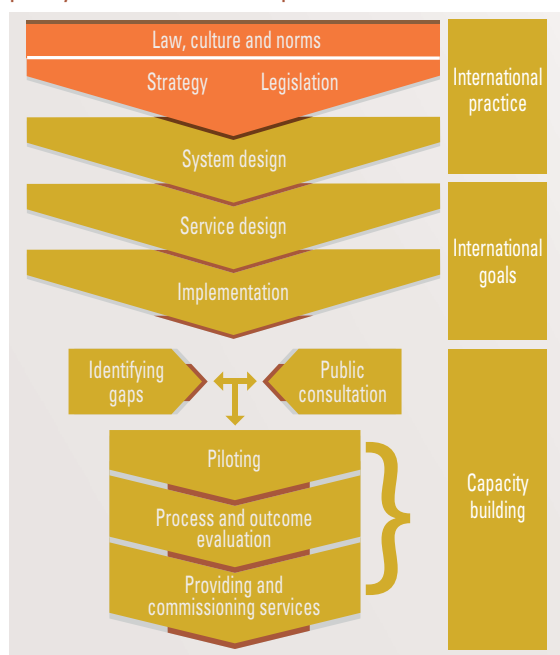 Law, culture and norms
Strategy Legislation
International
practice
System design
Service design
International
goals
Implementation
Identifying
gaps
Public
consultation
Piloting
Process and outcome
evaluation
Providing and
commissioning services
Capacity
building